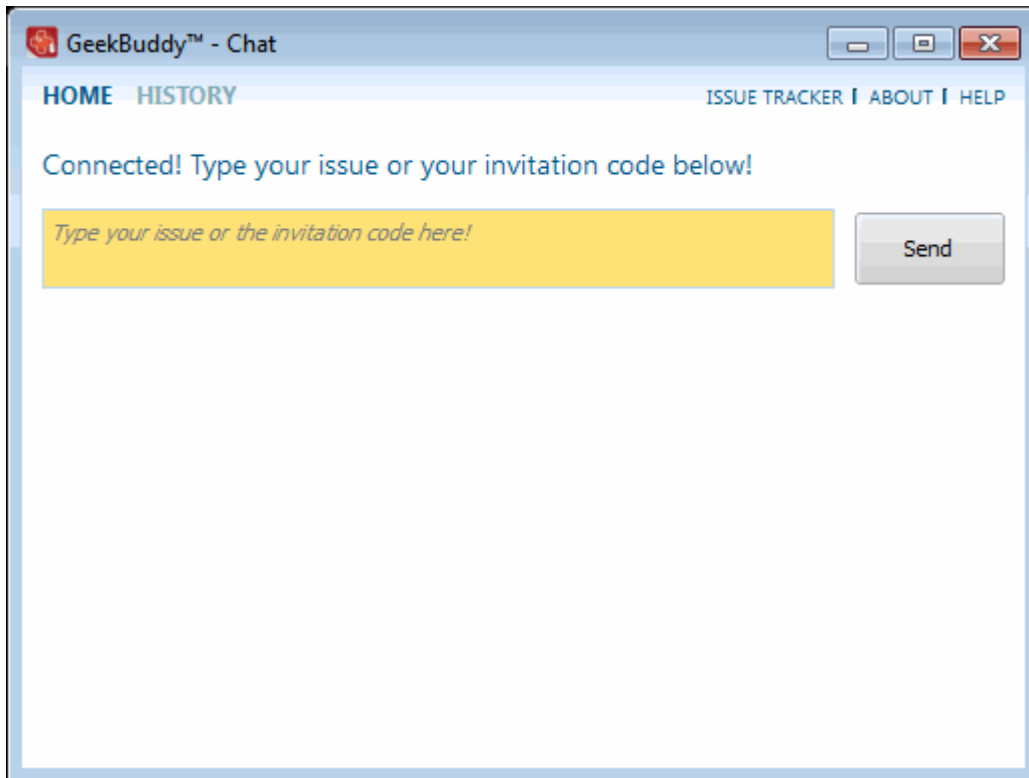 GeekBuddy™ - Chat
HOME HISTORY ISSUE TRACKER | ABOUT | HELP
Connected! Type your issue or your invitation code below!
Type your issue or the invitation code here!
Send